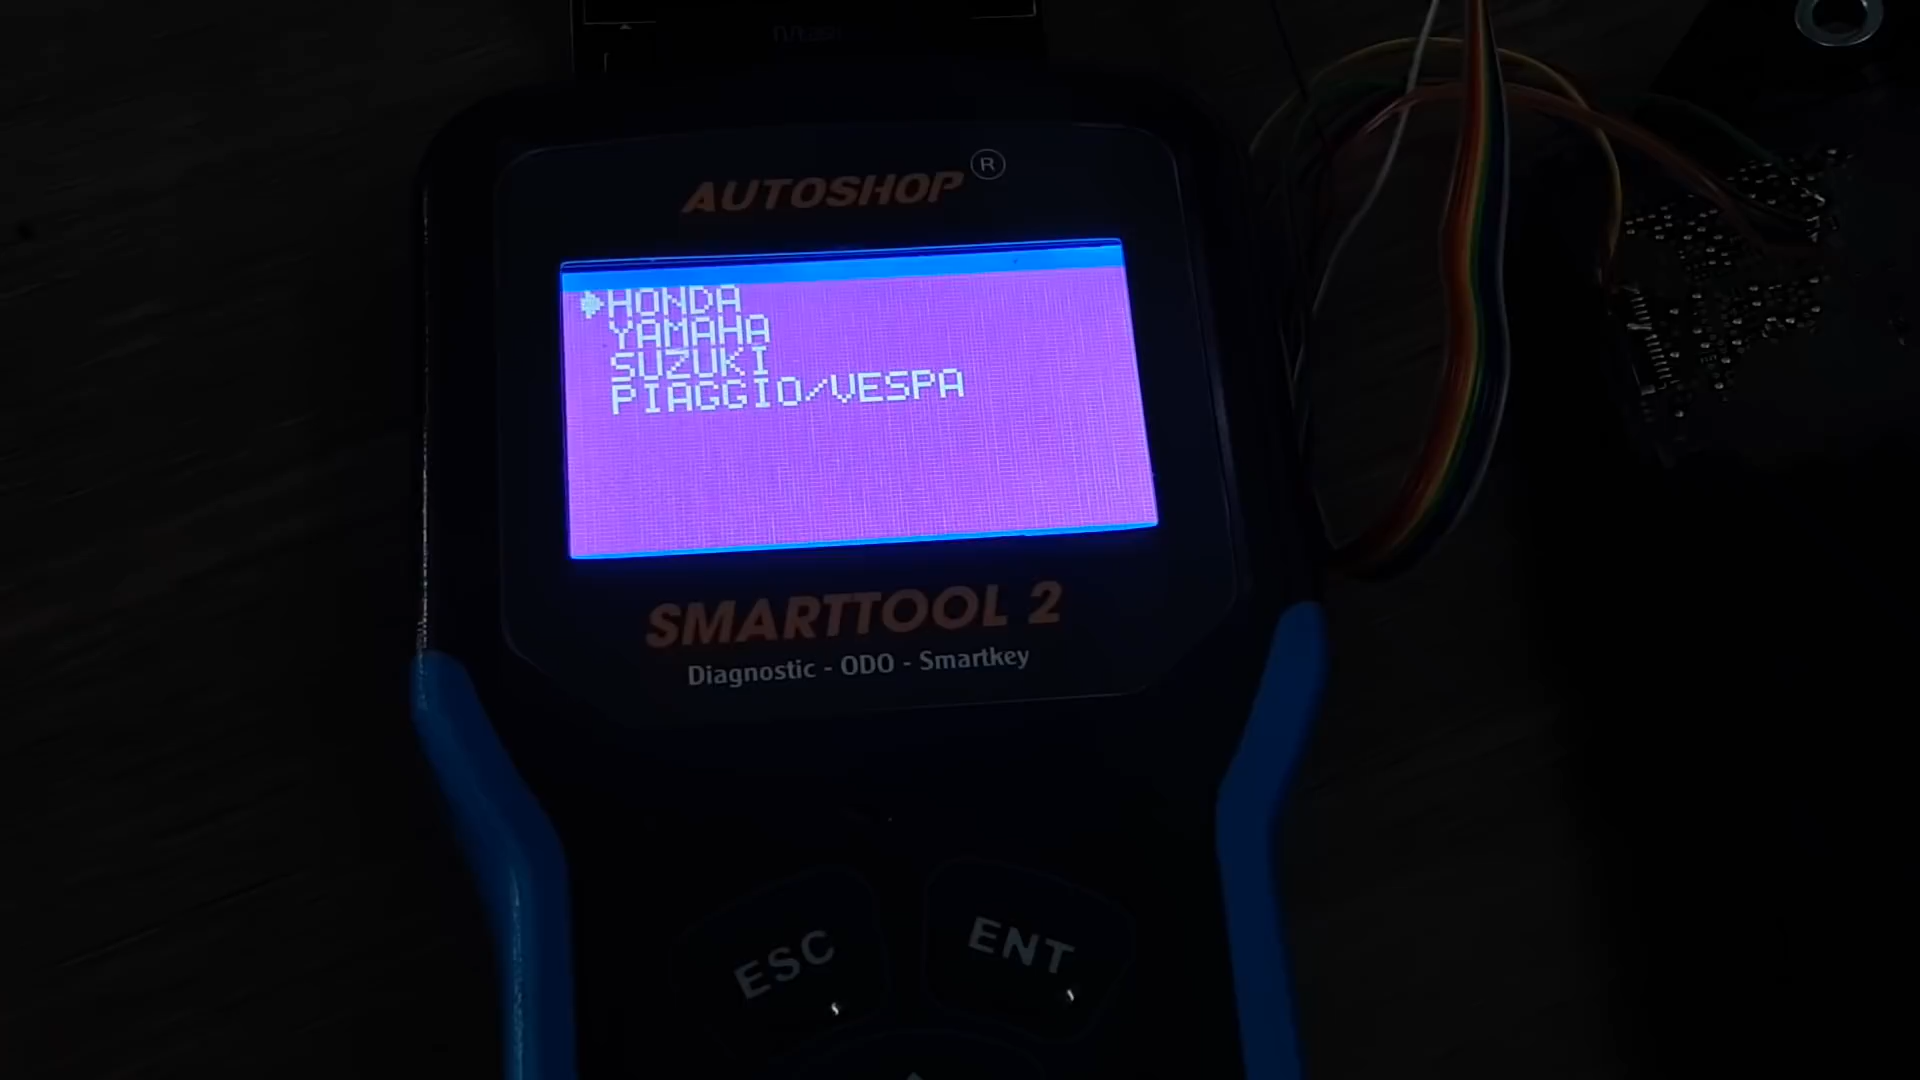 AUTOSHOP ®
HONDA
YAMAHA
SUZUKI
PIAGGIO/VESPA
SMARTTOOL 2
Diagnostic - ODO - Smartkey
ESC
ENT